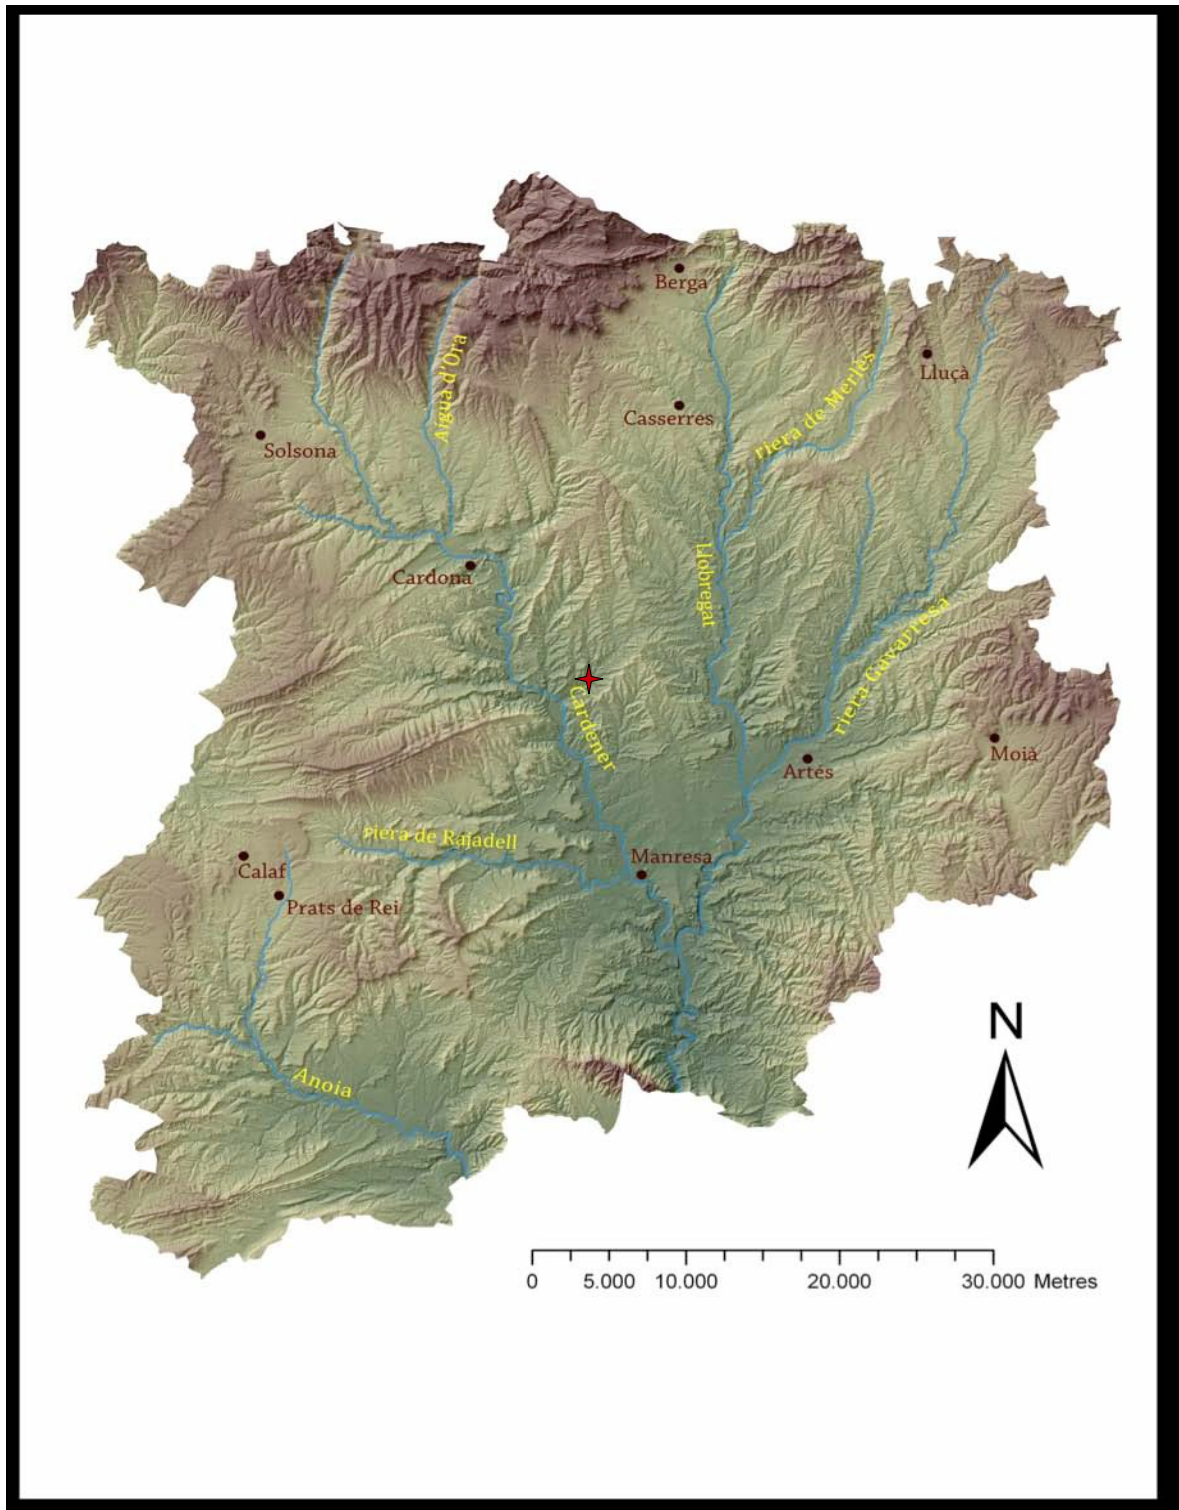 Berga
Aigua d'Ora
Lluçà
riera de Merlès
Casserres
Solsona
Llobregat
Cardona
riera Gavarresa
Cardener
Moià
Artés
riera de Rajadell
Manresa
Calaf
Prats de Rei
N
Anoia
0 5.000 10.000 20.000 30.000 Metres